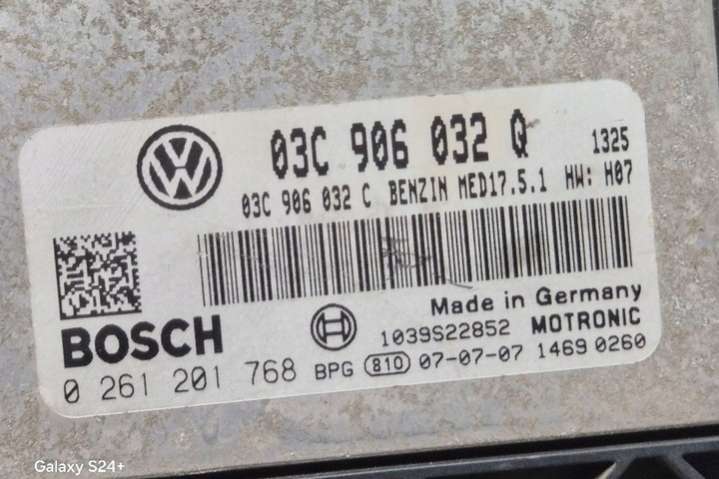 03C 906 032 Q 1325
03C 906 032 C BENZIN MED17.5.1 HW: H07
Made in Germany
BOSCH 1039S22852 MOTRONIC
0 261 201 768 BPG 810 07-07-07 1469 0260
Galaxy S24+